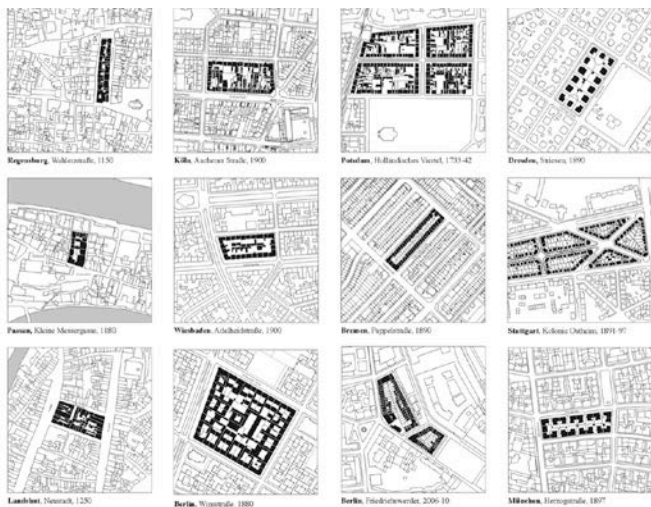 Regensburg, Wahlenstraße, 1150
Köln, Aachener Straße, 1900
Potsdam, Holländisches Viertel, 1733-42
Dresden, Striesen, 1890
Passau, Kleine Messergasse, 1180
Wiesbaden, Adelheidstraße, 1900
Bremen, Pappelstraße, 1890
Stuttgart, Kolonie Ostheim, 1891-97
Landshut, Neustadt, 1250
Berlin, Winsstraße, 1880
Berlin, Friedrichswerder, 2006-10
München, Herzogstraße, 1897